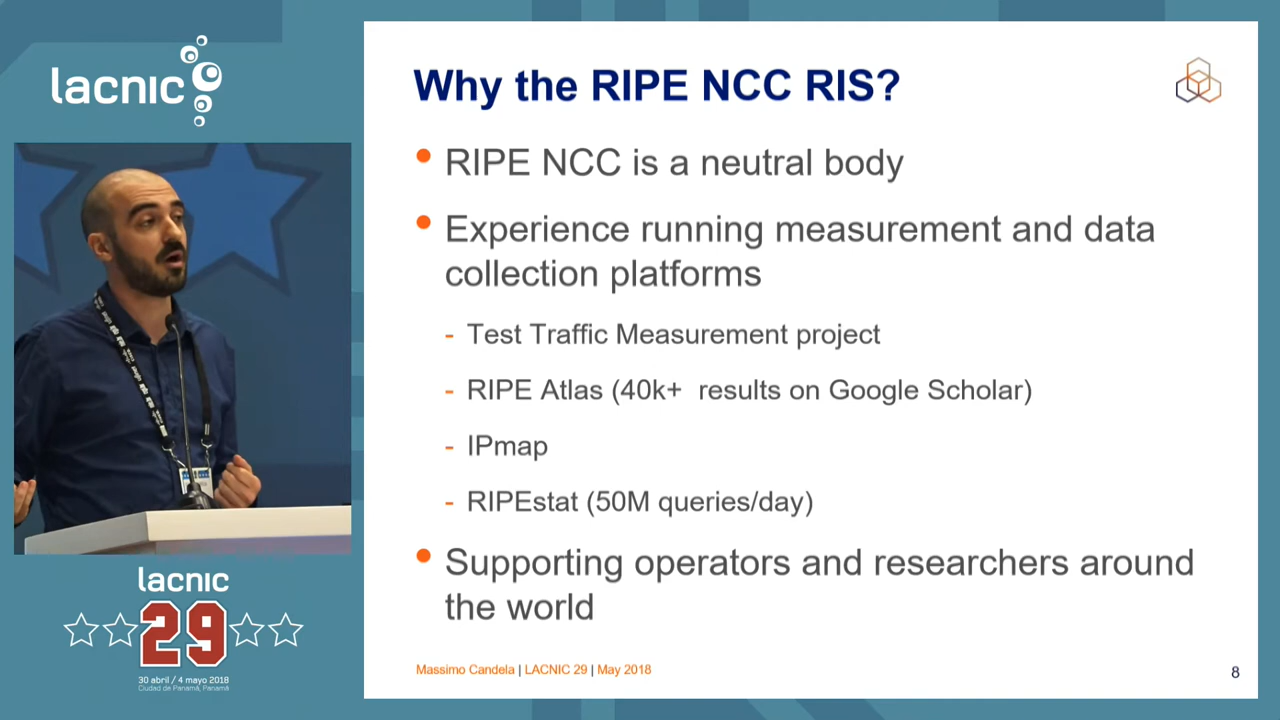 lacnic
Why the RIPE NCC RIS?
• RIPE NCC is a neutral body
• Experience running measurement and data
collection platforms
- Test Traffic Measurement project
- RIPE Atlas (40k+  results on Google Scholar)
- IPmap
- RIPEstat (50M queries/day)
• Supporting operators and researchers around
the world
Massimo Candela | LACNIC 29 | May 2018
8
lacnic
29
30 abril / 4 mayo 2018
Ciudad de Panamá, Panamá